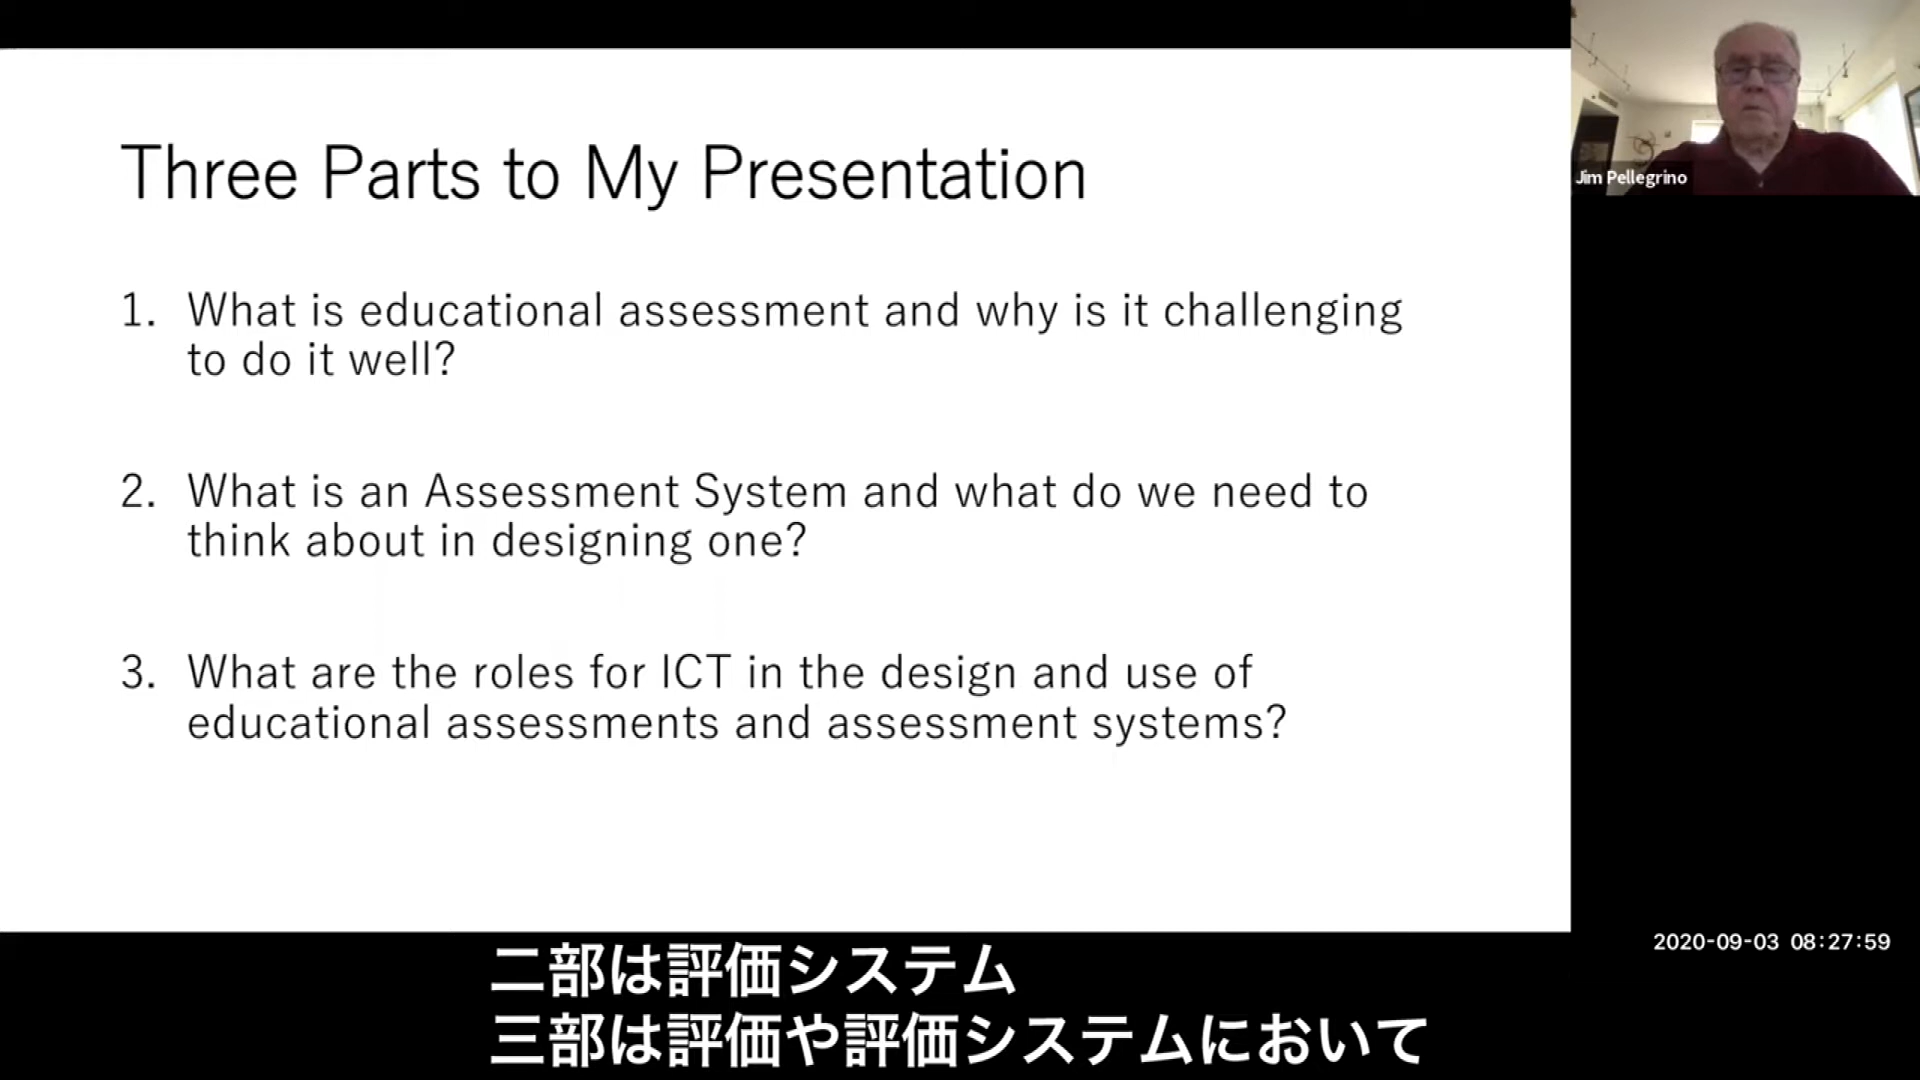 Three Parts to My Presentation
1. What is educational assessment and why is it challenging
to do it well?
2. What is an Assessment System and what do we need to
think about in designing one?
3. What are the roles for ICT in the design and use of
educational assessments and assessment systems?
Jim Pellegrino
2020-09-03 08:27:59
二部は評価システム
三部は評価や評価システムにおいて